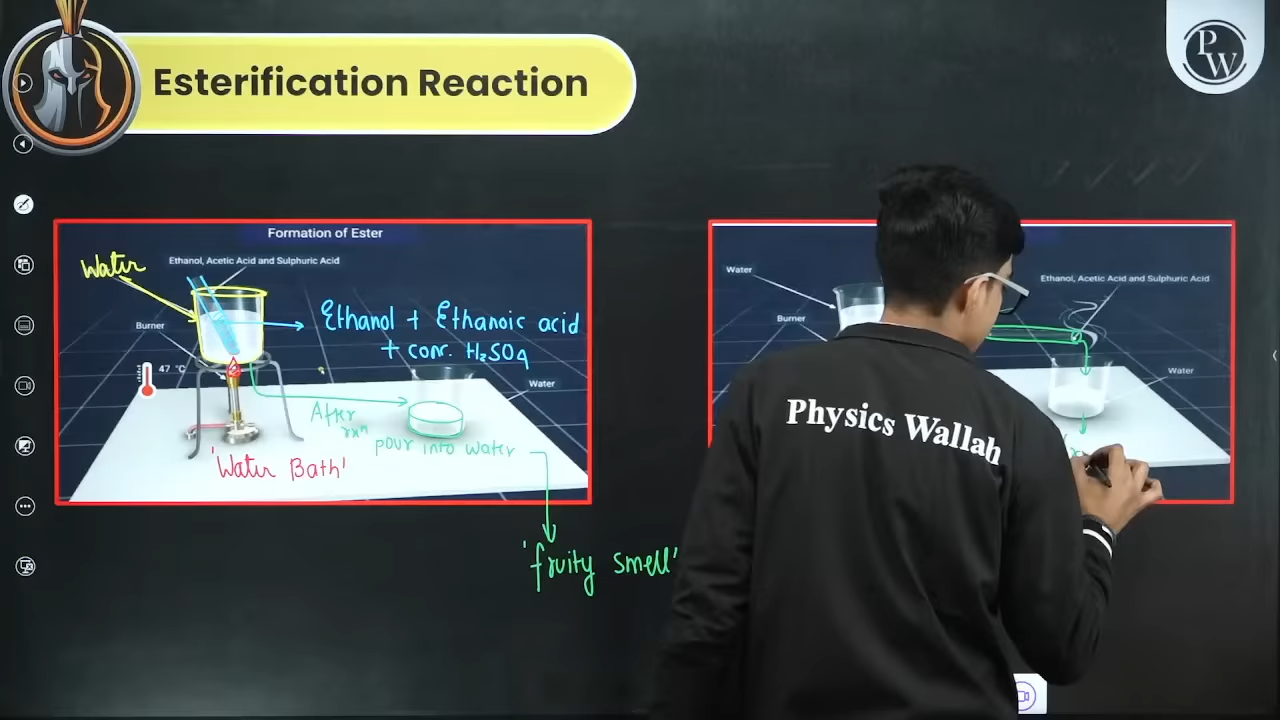 Esterification Reaction
P
W
Formation of Ester
Water
Ethanol, Acetic Acid and Sulphuric Acid
Burner
Ethanol + Ethanoic acid
+ conc. H₂SO₄
47 °C
Water
After
rxⁿ
pour into water
'Water Bath'
'fruity smell'
Water
Ethanol, Acetic Acid and Sulphuric Acid
Burner
Water
Physics Wallah